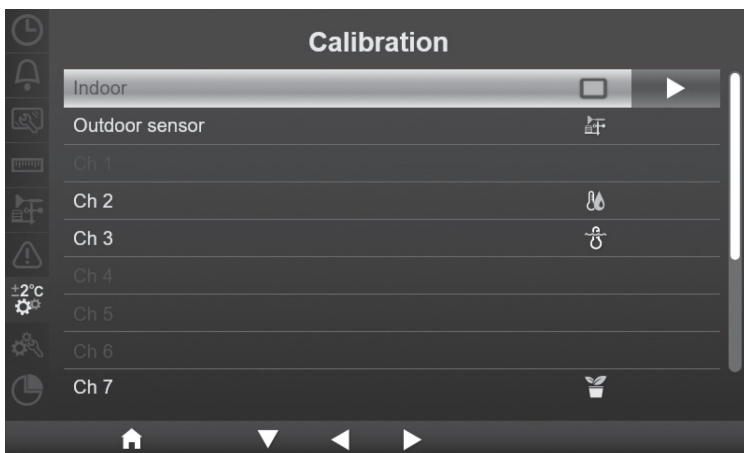 Calibration
Indoor
Outdoor sensor
Ch 1
Ch 2
Ch 3
Ch 4
±2°C
Ch 5
Ch 6
Ch 7